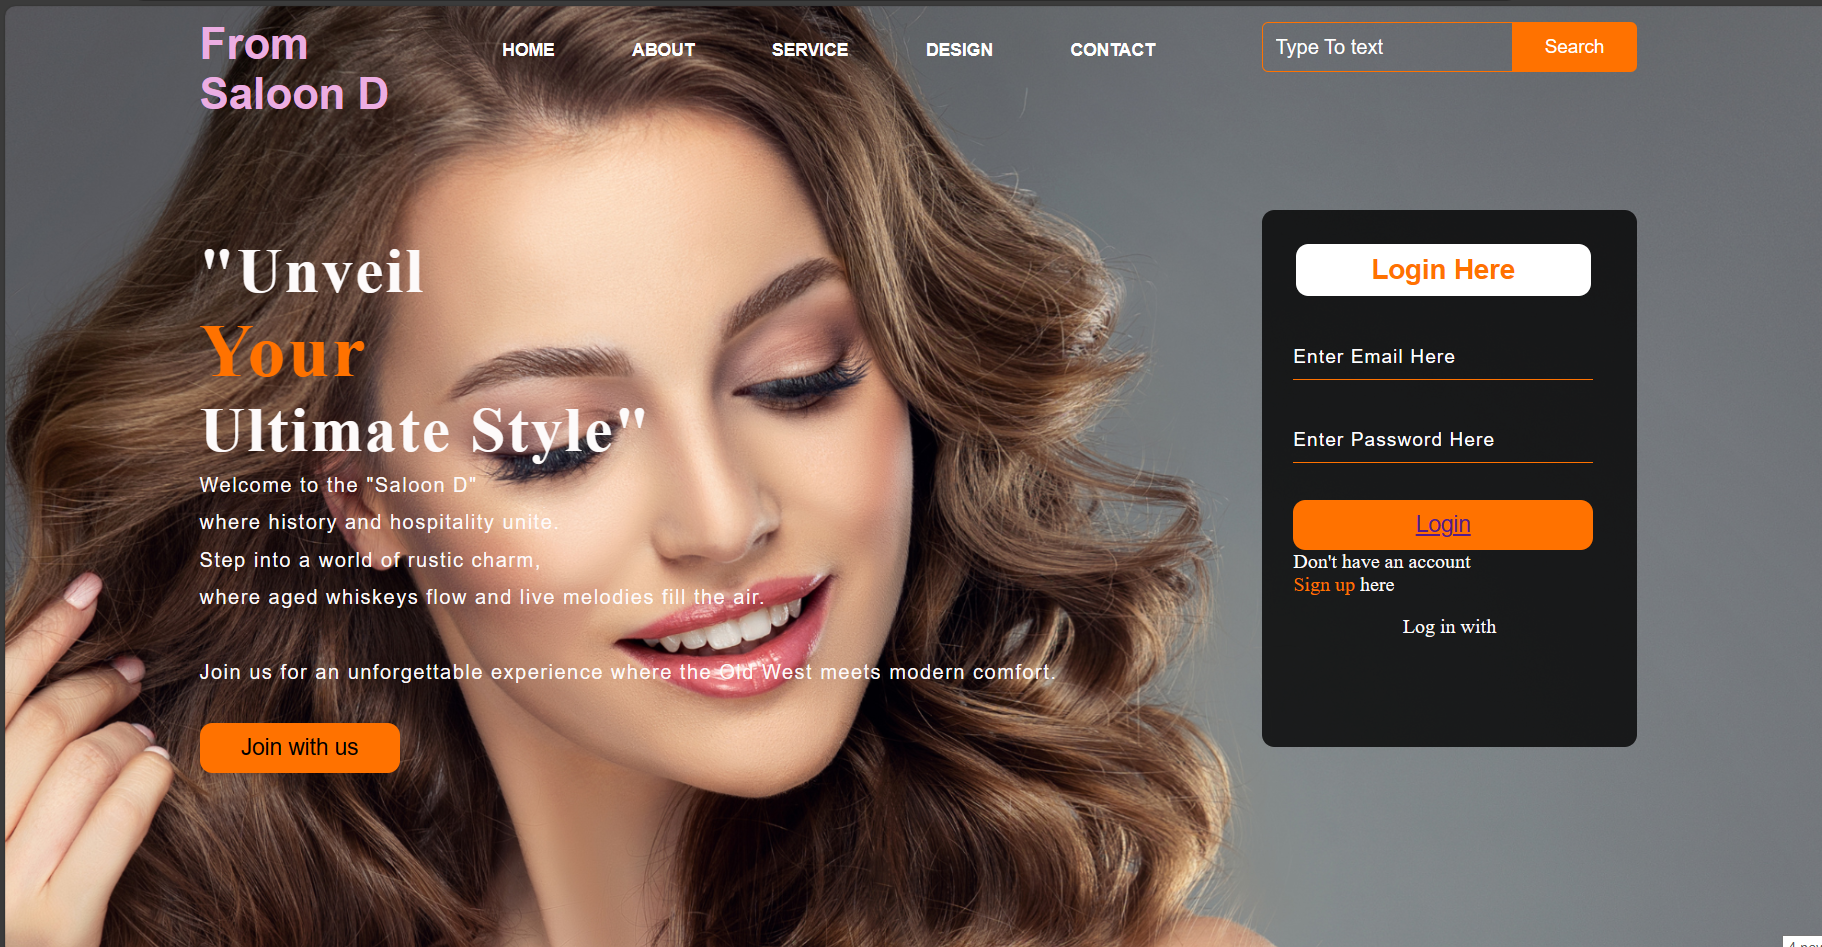 From
Saloon D
HOME
ABOUT
SERVICE
DESIGN
CONTACT
Type To text
Search
"Unveil
Your
Ultimate Style"
Welcome to the "Saloon D"
where history and hospitality unite.
Step into a world of rustic charm,
where aged whiskeys flow and live melodies fill the air.
Join us for an unforgettable experience where the Old West meets modern comfort.
Join with us
Login Here
Enter Email Here
Enter Password Here
Login
Don't have an account
Sign up here
Log in with